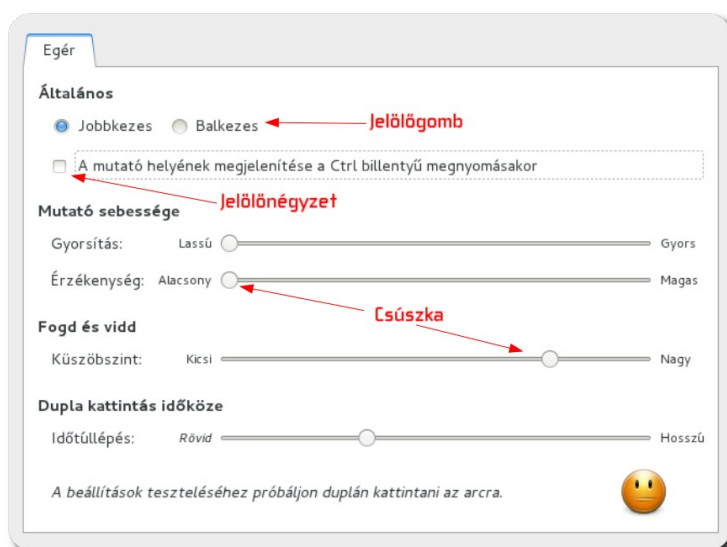 Egér
Általános
Jobbkezes Balkezes Jelölőgomb
A mutató helyének megjelenítése a Ctrl billentyű megnyomásakor
Jelölőnégyzet
Mutató sebessége
Gyorsítás: Lassú Gyors
Érzékenység: Alacsony Magas
Csúszka
Fogd és vidd
Küszöbszint: Kicsi Nagy
Dupla kattintás időköze
Időtúllépés: Rövid Hosszú
A beállítások teszteléséhez próbáljon duplán kattintani az arcra.